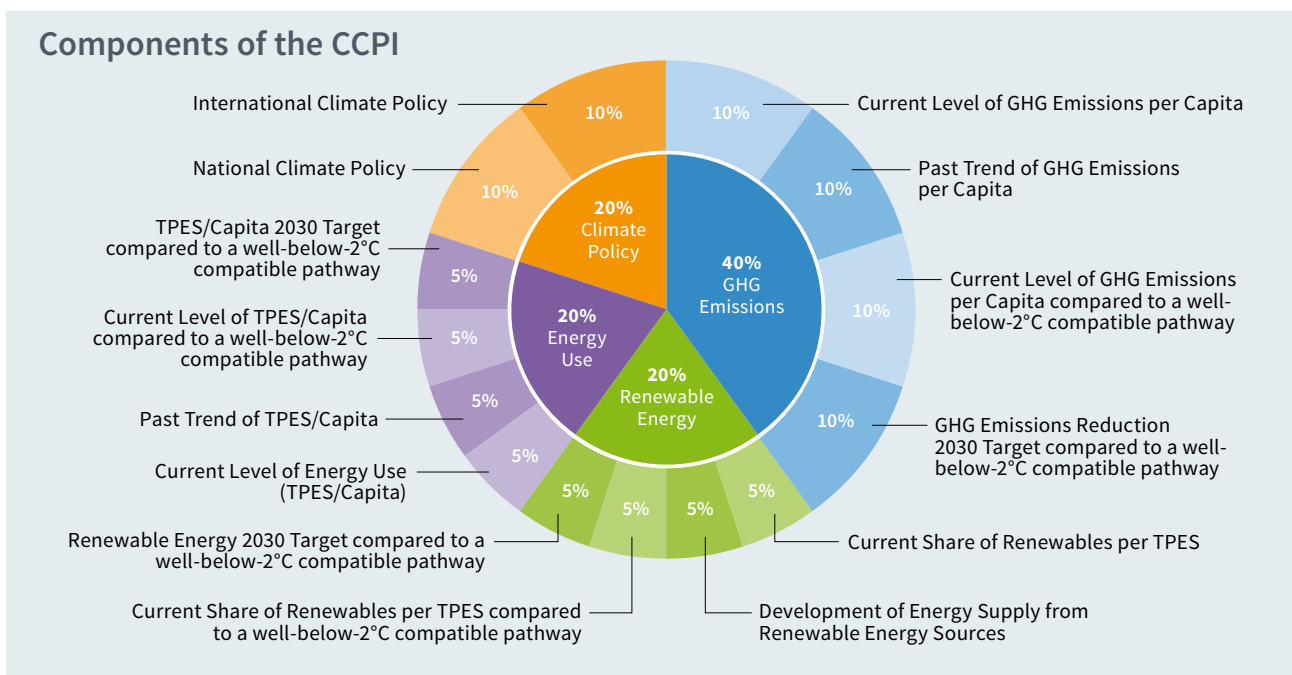 Components of the CCPI
International Climate Policy
10%
10%
Current Level of GHG Emissions per Capita
National Climate Policy
10%
10%
Past Trend of GHG Emissions
per Capita
TPES/Capita 2030 Target
compared to a well-below-2°C
compatible pathway
5%
20%
Climate
Policy
40%
GHG
Emissions
10%
Current Level of GHG Emissions
per Capita compared to a well-
below-2°C compatible pathway
Current Level of TPES/Capita
compared to a well-below-2°C
compatible pathway
5%
20%
Energy
Use
20%
Renewable
Energy
Past Trend of TPES/Capita
5%
10%
GHG Emissions Reduction
2030 Target compared to a well-
below-2°C compatible pathway
Current Level of Energy Use
(TPES/Capita)
5%
5%
5%
5%
5%
Renewable Energy 2030 Target compared to a
well-below-2°C compatible pathway
Current Share of Renewables per TPES
Current Share of Renewables per TPES compared
to a well-below-2°C compatible pathway
Development of Energy Supply from
Renewable Energy Sources